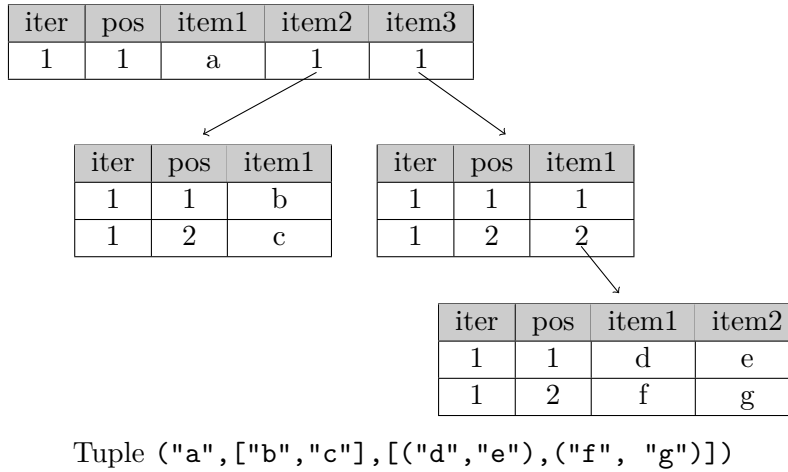 iter pos item1 item2 item3
1 1 a 1 1
iter pos item1
1 1 b
1 2 c
iter pos item1
1 1 1
1 2 2
iter pos item1 item2
1 1 d e
1 2 f g
Tuple ("a",["b","c"],[("d","e"),("f", "g")])